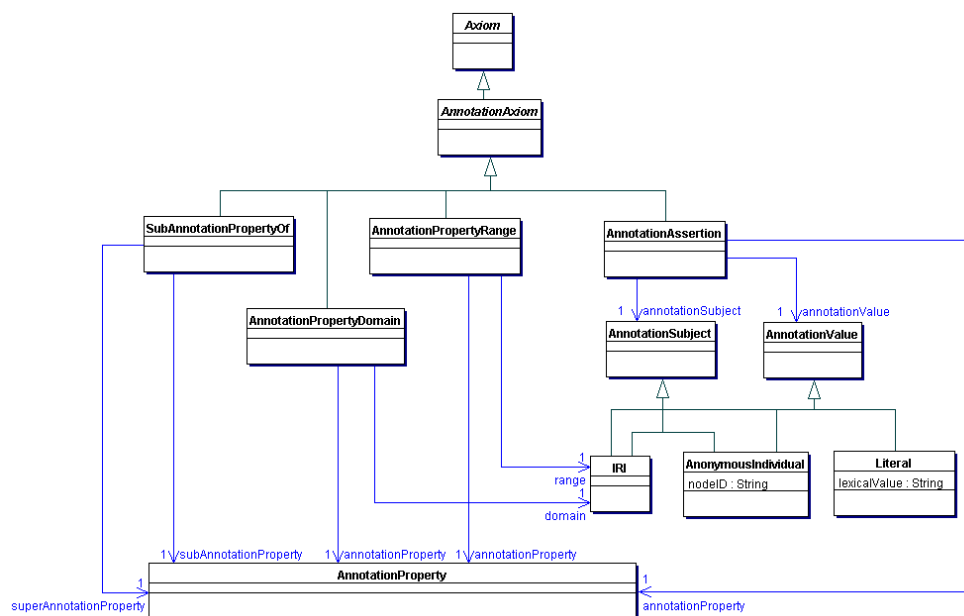 Axiom
AnnotationAxiom
SubAnnotationPropertyOf
AnnotationPropertyRange
AnnotationAssertion
1 annotationSubject
1 annotationValue
AnnotationPropertyDomain
AnnotationSubject
AnnotationValue
1
range
IRI
AnonymousIndividual
nodeID : String
Literal
lexicalValue : String
1
domain
1 subAnnotationProperty
1 annotationProperty
1 annotationProperty
AnnotationProperty
1
superAnnotationProperty
1
annotationProperty